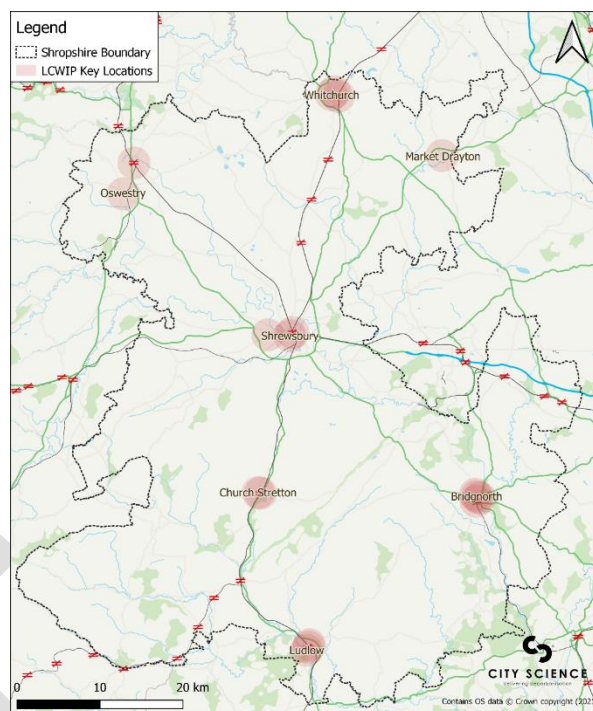 Legend
Shropshire Boundary
LCWIP Key Locations
Whitchurch
Market Drayton
Oswestry
Shrewsbury
Church Stretton
Bridgnorth
Ludlow
0 10 20 km
CITY SCIENCE
Contains OS data © Crown copyright (202